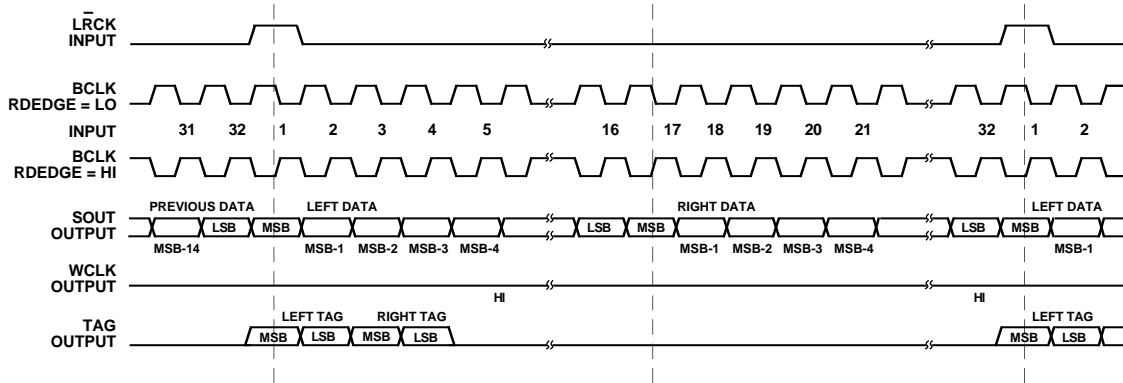 LRCK
INPUT
BCLK
RDEDGE = LO
INPUT 31 32 1 2 3 4 5 16 17 18 19 20 21 32 1 2
BCLK
RDEDGE = HI
SOUT
OUTPUT
PREVIOUS DATA LEFT DATA RIGHT DATA LEFT DATA
LSB MSB LSB MSB LSB MSB
MSB-14 MSB-1 MSB-2 MSB-3 MSB-4 MSB-1 MSB-2 MSB-3 MSB-4 MSB-1
WCLK
OUTPUT
HI HI
TAG
OUTPUT
LEFT TAG RIGHT TAG LEFT TAG
MSB LSB MSB LSB MSB LSB